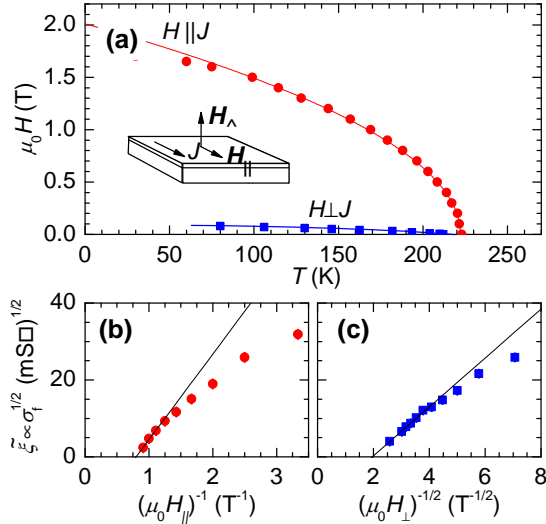 2.0
1.5
1.0
0.5
0.0
μ₀H (T)
(a)
H||J
H^
J
H||
H⊥J
0 50 100 150 200 250
T (K)
40
20
0
ξ̃ ∝ σf^1/2 (mS□)^1/2
(b)
(c)
0 1 2 3
0 2 4 6 8
(μ₀H||)⁻¹ (T⁻¹)
(μ₀H⊥)⁻¹/² (T⁻¹/²)